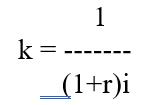 1
k = -------
(1+r)i